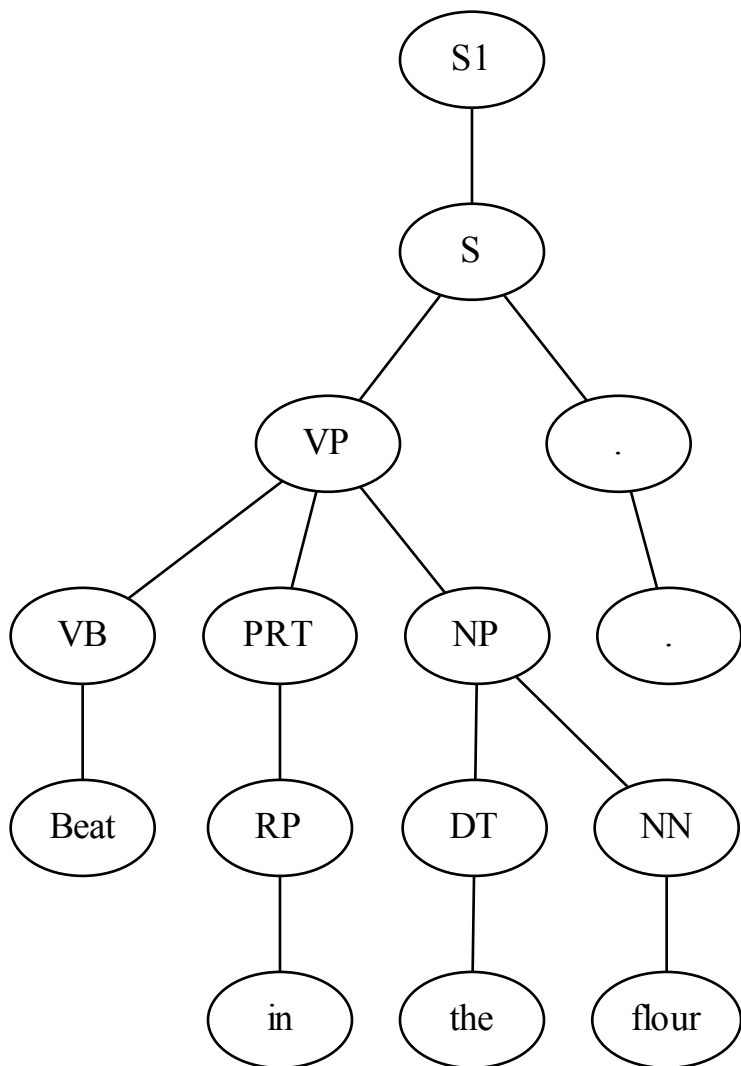 S1
S
VP .
VB PRT NP .
Beat RP DT NN
in the flour